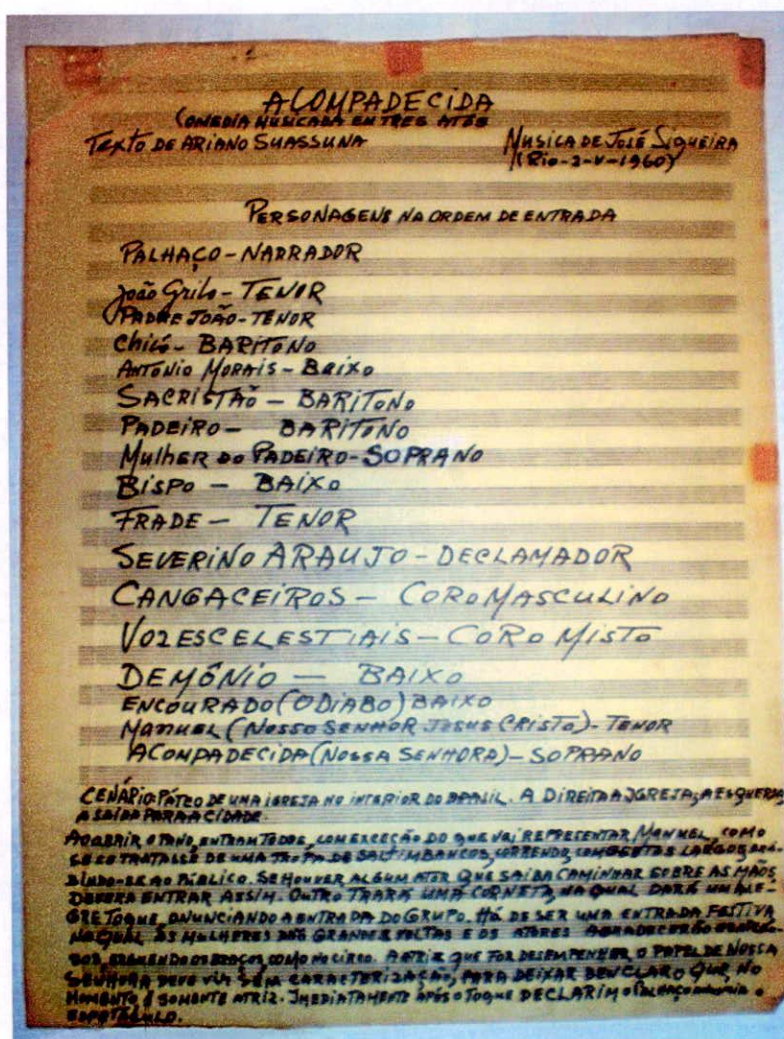 A COMPADECIDA
COMEDIA MUSICADA EM TRES ATOS
TEXTO DE ARIANO SUASSUNA
MUSICA DE JOSÉ SIQUEIRA
(RIO-2-V-1960)
PERSONAGENS NA ORDEM DE ENTRADA
PALHAÇO - NARRADOR
João Grilo - TENOR
PADRE JOÃO - TENOR
Chicó - BARITONO
ANTÔNIO MORAIS - BAIXO
SACRISTÃO - BARITONO
PADEIRO - BARITONO
Mulher DO PADEIRO - SOPRANO
BISPO - BAIXO
FRADE - TENOR
SEVERINO ARAUJO - DECLAMADOR
CANGACEIROS - CORO MASCULINO
VOZES CELESTIAIS - CORO MISTO
DEMÔNIO - BAIXO
ENCOURADO (O DIABO) BAIXO
MANUEL (NOSSO SENHOR JESUS CRISTO) - TENOR
A COMPADECIDA (NOSSA SENHORA) - SOPRANO
CENÁRIO: PÁTEO DE UMA IGREJA NO INTERIOR DO BRASIL. A DIREITA A IGREJA; A ESQUERDA
A SAÍDA PARA A CIDADE.
AO ABRIR O PANO, ENTRAM TODOS, COM EXCEÇÃO DO QUE VAI REPRESENTAR MANUEL, COMO
SE SE TRATASSE DE UMA TROPA DE SALTIMBANCOS, CORRENDO, COM GESTOS LARGOS, EXI-
BINDO-SE AO PÚBLICO. SE HOUVER ALGUM ATOR QUE SAIBA CAMINHAR SOBRE AS MÃOS,
DEVERA ENTRAR ASSIM. OUTRO TRARÁ UMA CORNETA, NA QUAL DARÁ UM ALE-
GRE TOQUE, ANUNCIANDO A ENTRADA DO GRUPO. HÁ DE SER UMA ENTRADA FESTIVA,
NA QUAL AS MULHERES DÃO GRANDES VOLTAS E OS ATORES AGRADECERÃO
ERGUENDO OS BRAÇOS COMO NO CIRCO. A ATRIZ QUE FOR DESEMPENHAR O PAPEL DE NOSSA
SENHORA DEVE VIR SEM CARACTERIZAÇÃO, PARA DEIXAR BEM CLARO QUE, NO
MOMENTO É SOMENTE ATRIZ. IMEDIATAMENTE APÓS O TOQUE DE CLARIM O PALHAÇO ANUNCIA O
ESPETÁCULO.